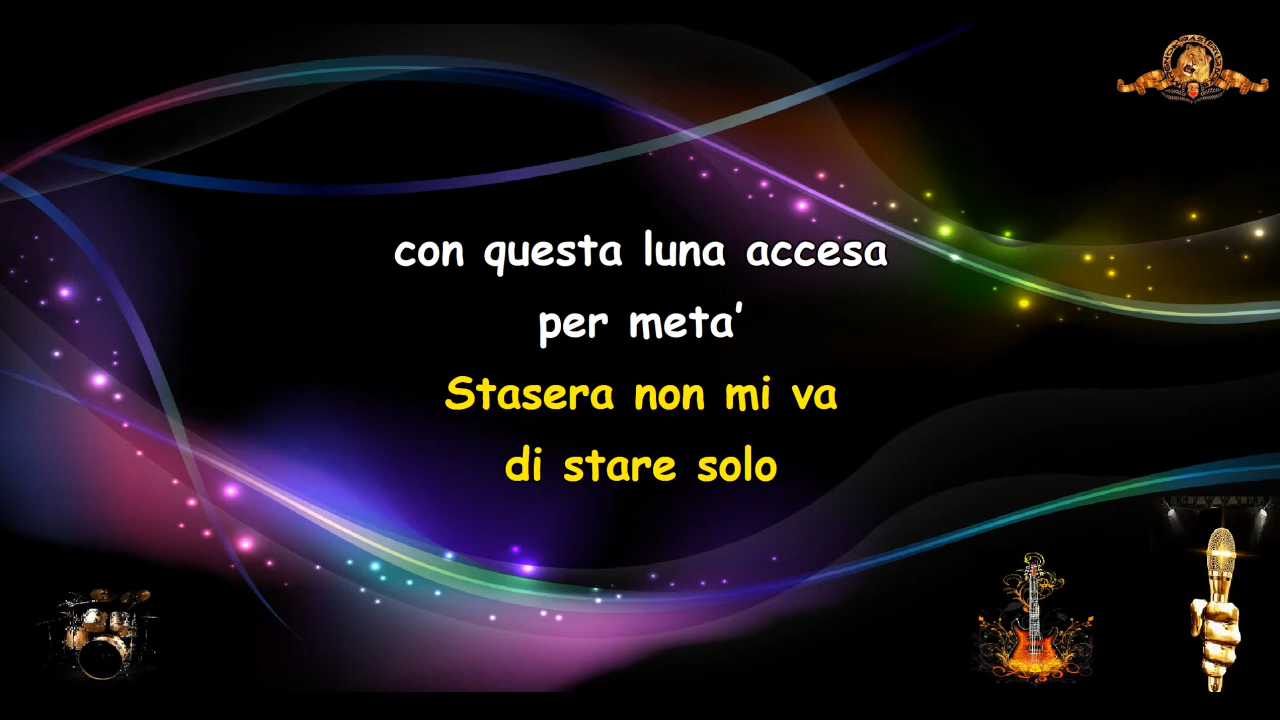 con questa luna accesa
per meta’
Stasera non mi va
di stare solo